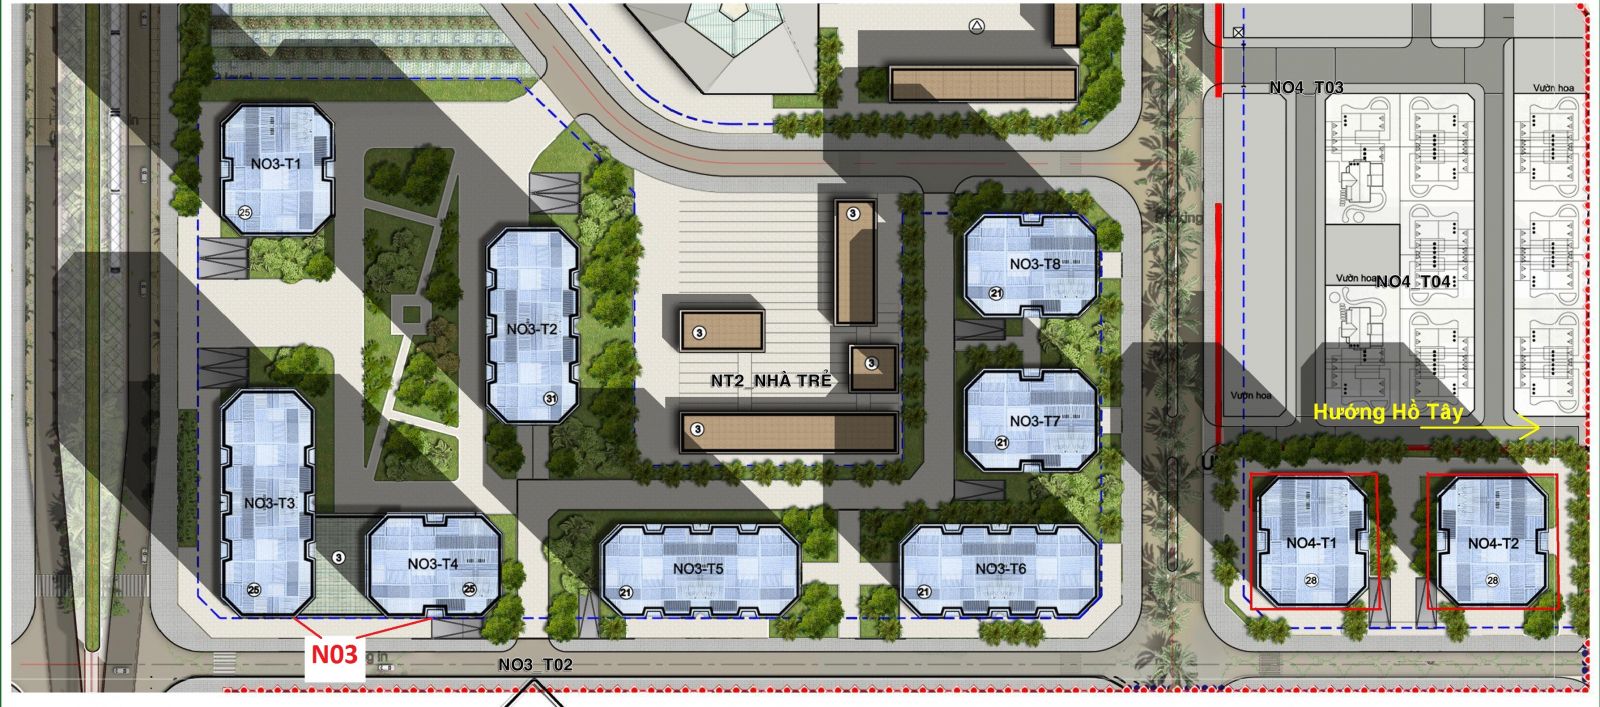 Vườn hoa
NO4_T03
NO3-T1
25
3
NO3-T8
21
Vườn hoa
NO4_T04
NO3-T2
31
3
3
NT2_NHÀ TRẺ
Vườn hoa
Hướng Hồ Tây
3
NO3-T7
21
NO3-T3
25
3
NO3-T4
25
NO3-T5
21
NO3-T6
21
NO4-T1
28
NO4-T2
28
N03
NO3_T02